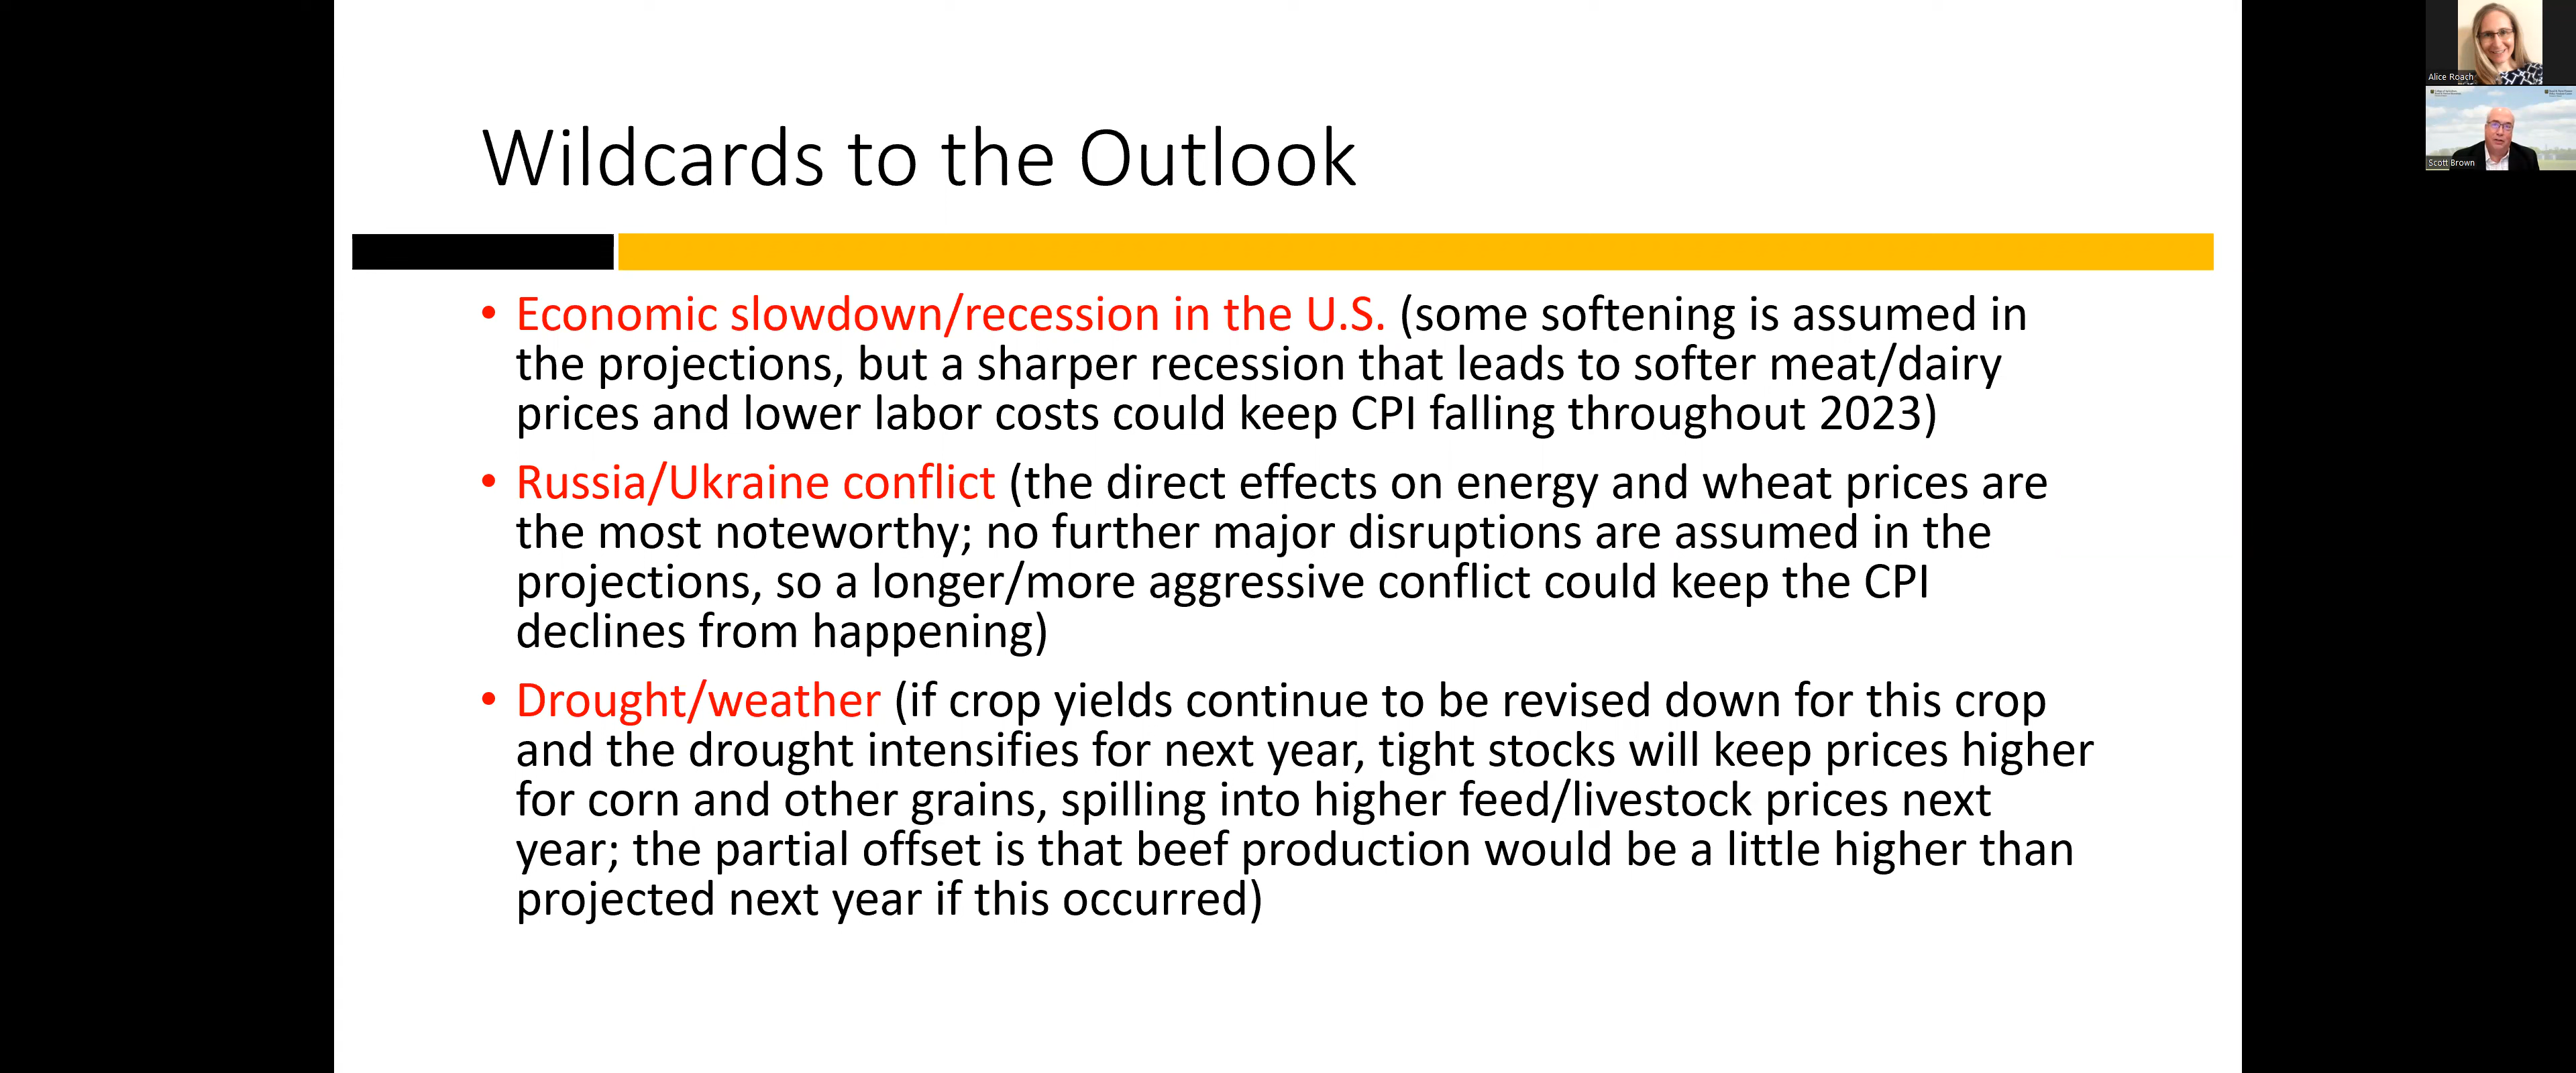 Wildcards to the Outlook
• Economic slowdown/recession in the U.S. (some softening is assumed in
the projections, but a sharper recession that leads to softer meat/dairy
prices and lower labor costs could keep CPI falling throughout 2023)
• Russia/Ukraine conflict (the direct effects on energy and wheat prices are
the most noteworthy; no further major disruptions are assumed in the
projections, so a longer/more aggressive conflict could keep the CPI
declines from happening)
• Drought/weather (if crop yields continue to be revised down for this crop
and the drought intensifies for next year, tight stocks will keep prices higher
for corn and other grains, spilling into higher feed/livestock prices next
year; the partial offset is that beef production would be a little higher than
projected next year if this occurred)
Alice Roach
Scott Brown